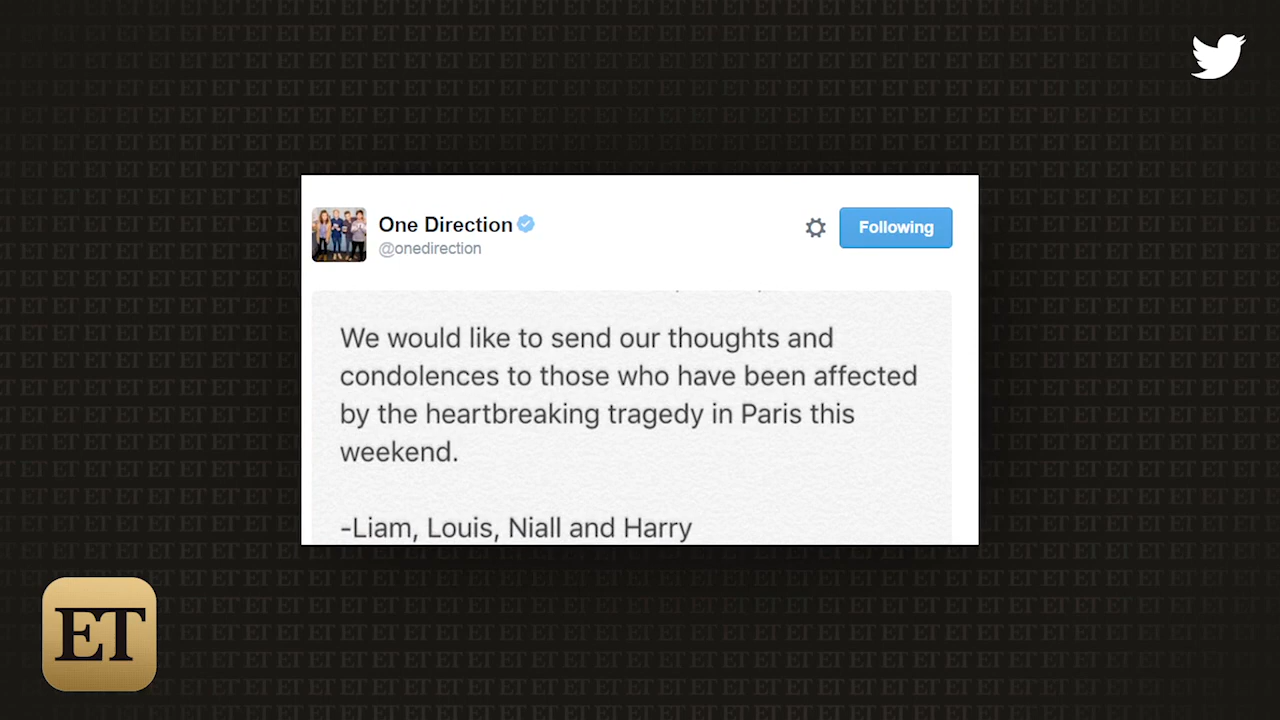 One Direction
@onedirection
Following
We would like to send our thoughts and
condolences to those who have been affected
by the heartbreaking tragedy in Paris this
weekend.
-Liam, Louis, Niall and Harry
ET